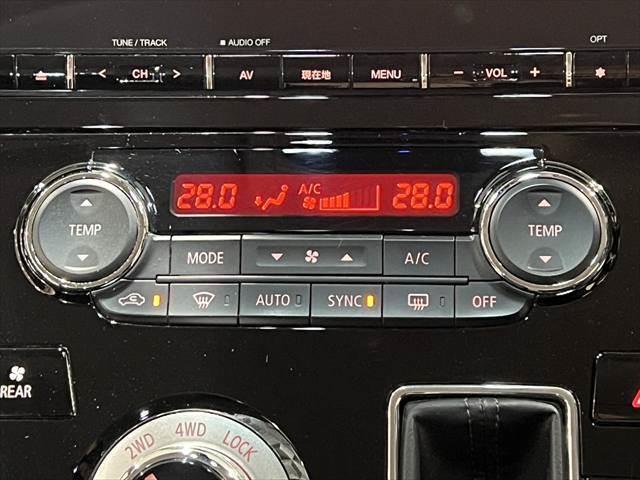 TUNE / TRACK AUDIO OFF OPT
< CH > AV 現在地 MENU − VOL +
28.0 A/C 28.0
TEMP TEMP
MODE A/C
AUTO SYNC OFF
REAR
2WD 4WD LOCK